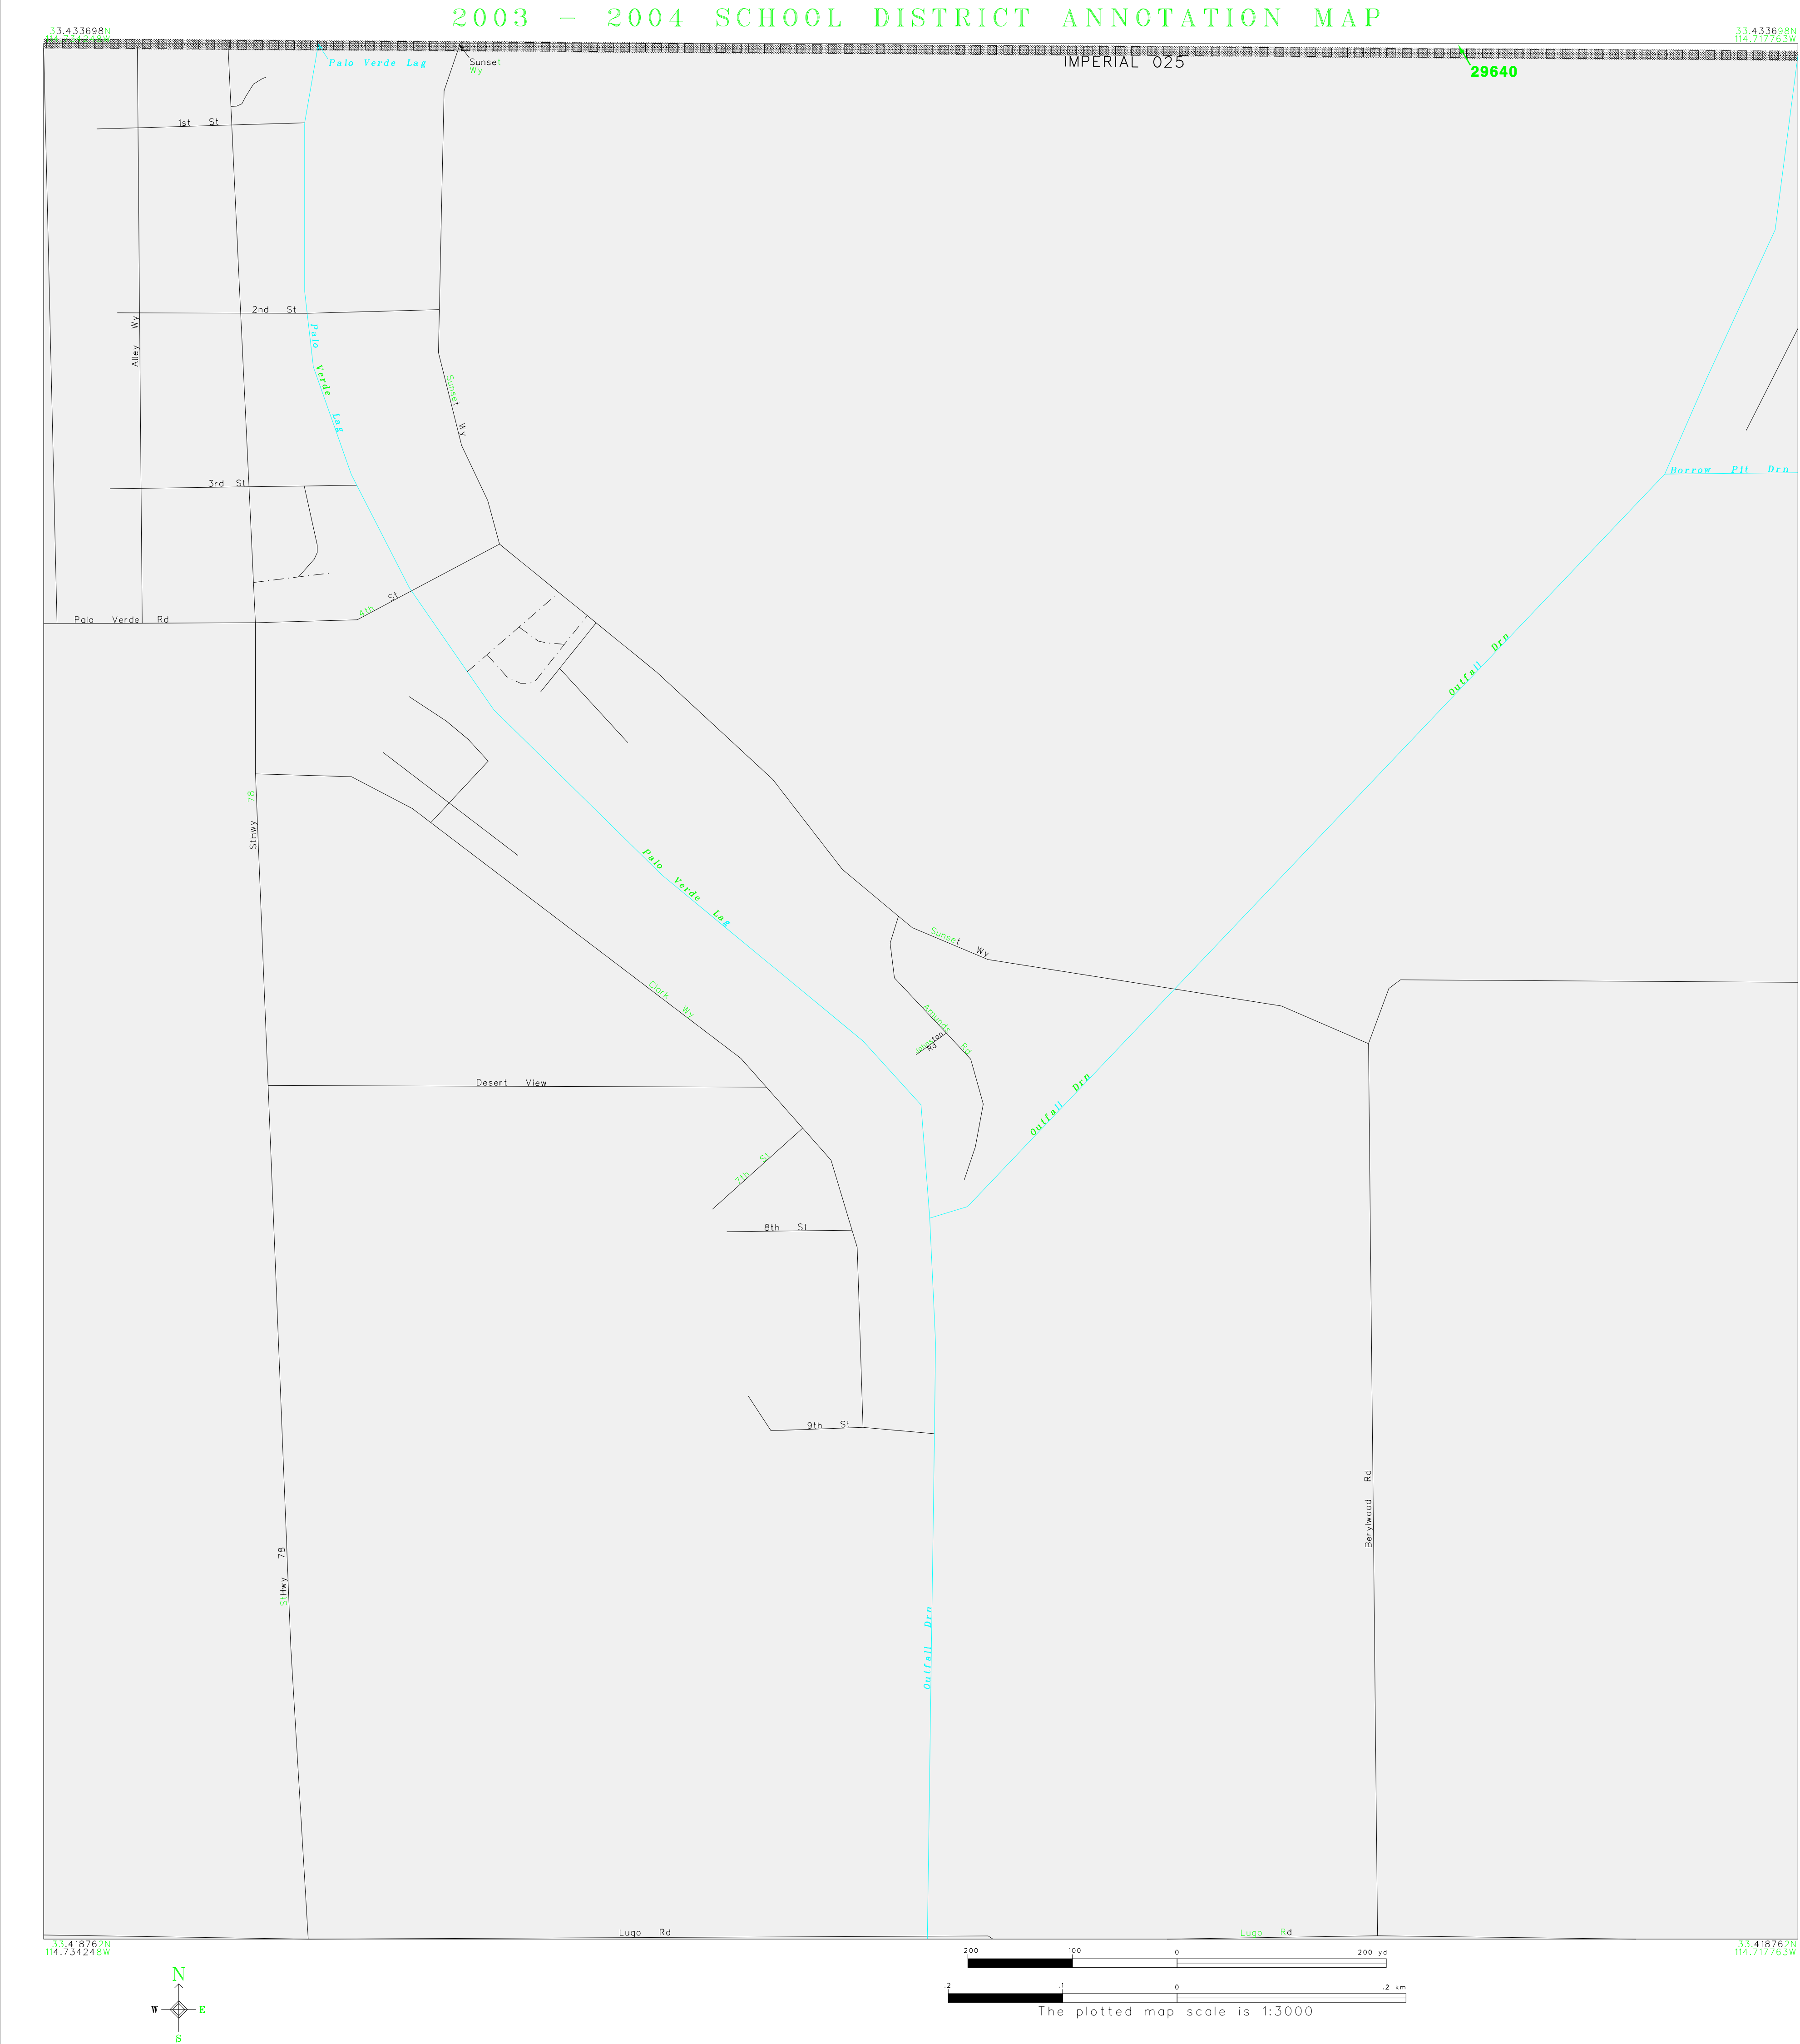 2003 - 2004 SCHOOL DISTRICT ANNOTATION MAP
33.433698N
33.433698N
114.717763W
Palo Verde Lag
Sunset
Wy
IMPERIAL 025
29640
1st St
2nd St
Alley Wy
Palo Verde Lag
Sunset Wy
3rd St
Borrow Pit Drn
4th St
Palo Verde Rd
Outfall Drn
StHwy 78
Palo Verde Lag
Sunset Wy
Clark Wy
Amunds Rd
Rd
Desert View
Outfall Drn
7th St
8th St
9th St
Berylwood Rd
StHwy 78
Outfall Drn
Lugo Rd
Lugo Rd
33.418762N
114.734248W
33.418762N
114.717763W
200 100 0 200 yd
.2 .1 0 .2 km
The plotted map scale is 1:3000
N
W E
S